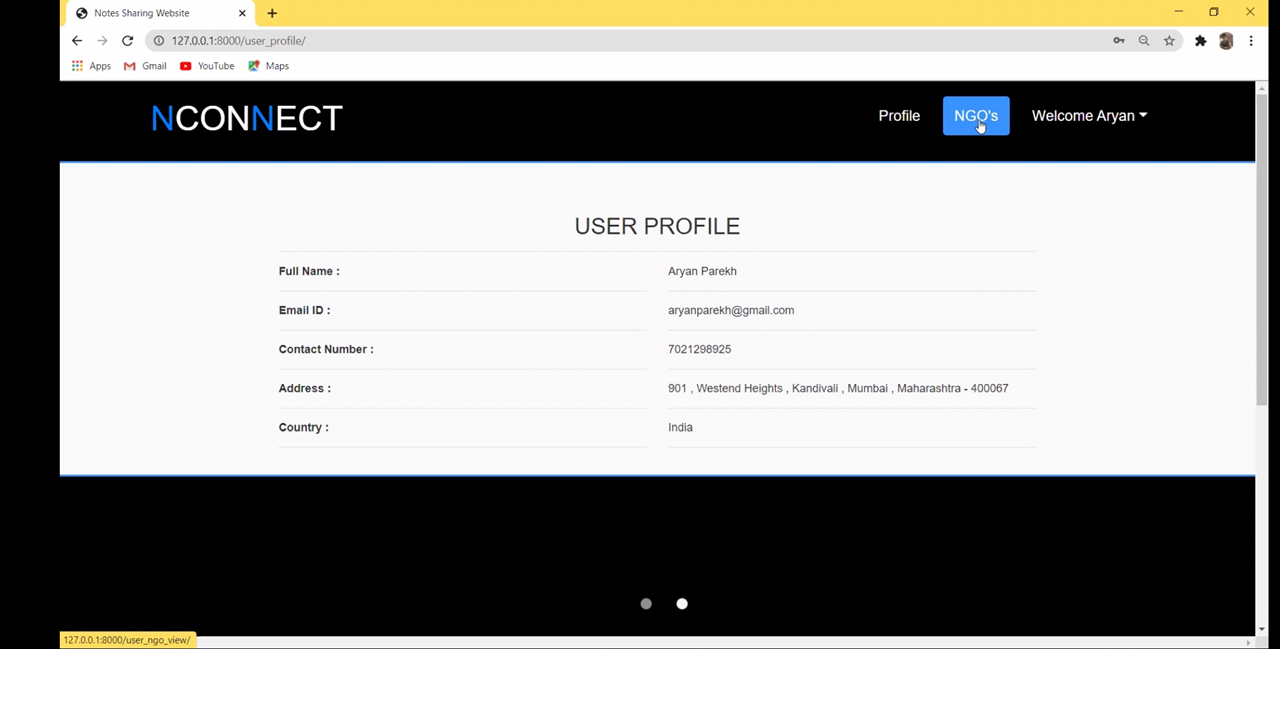 Notes Sharing Website
127.0.0.1:8000/user_profile/
Apps Gmail YouTube Maps
NCONNECT
Profile NGO's Welcome Aryan
USER PROFILE
Full Name : Aryan Parekh
Email ID : aryanparekh@gmail.com
Contact Number : 7021298925
Address : 901 , Westend Heights , Kandivali , Mumbai , Maharashtra - 400067
Country : India
127.0.0.1:8000/user_ngo_view/